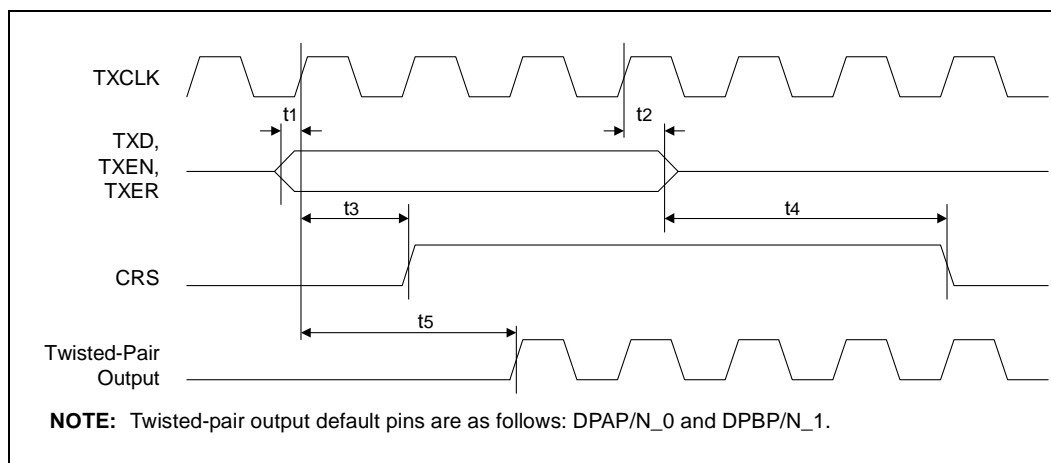 TXCLK
t1
t2
TXD,
TXEN,
TXER
t3
t4
CRS
t5
Twisted-Pair
Output
NOTE: Twisted-pair output default pins are as follows: DPAP/N_0 and DPBP/N_1.